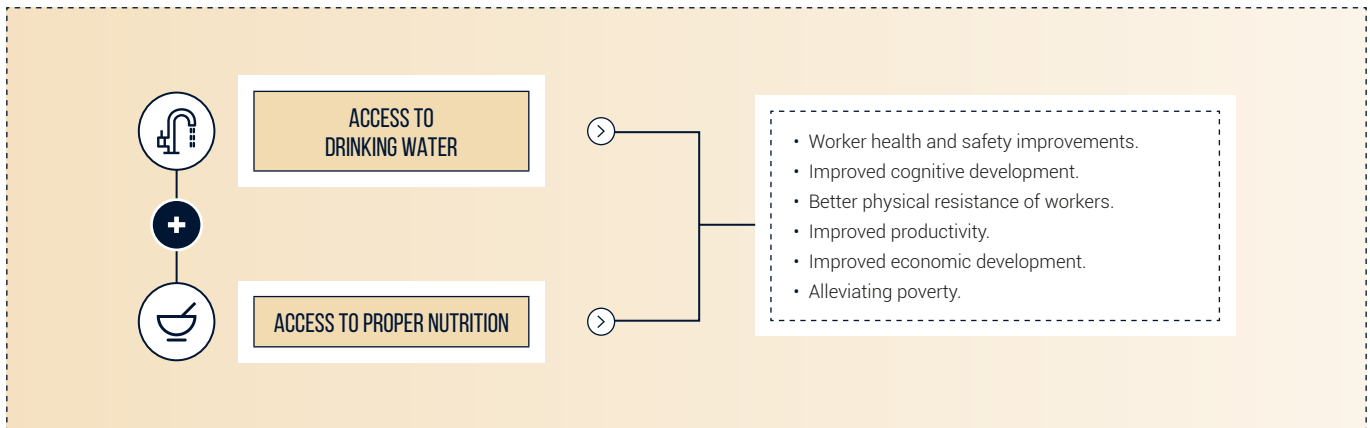 ACCESS TO
DRINKING WATER
ACCESS TO PROPER NUTRITION
• Worker health and safety improvements.
• Improved cognitive development.
• Better physical resistance of workers.
• Improved productivity.
• Improved economic development.
• Alleviating poverty.